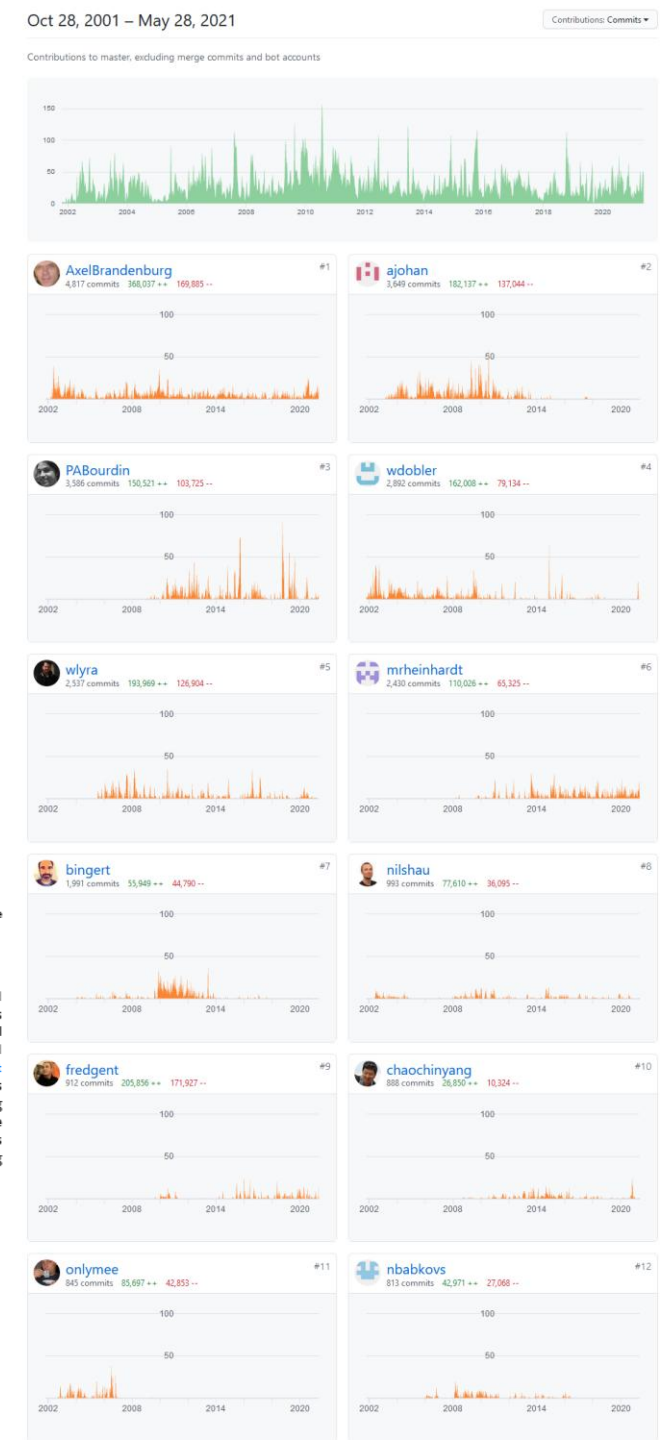 Oct 28, 2001 – May 28, 2021
Contributions: Commits
Contributions to master, excluding merge commits and bot accounts
150
100
50
0
2002 2004 2006 2008 2010 2012 2014 2016 2018 2020
AxelBrandenburg #1
4,817 commits 368,037 ++ 169,885 --
100
50
2002 2008 2014 2020
ajohan #2
3,649 commits 182,137 ++ 137,044 --
100
50
2002 2008 2014 2020
PABourdin #3
3,586 commits 150,521 ++ 103,725 --
100
50
2002 2008 2014 2020
wdobler #4
2,892 commits 162,008 ++ 79,134 --
100
50
2002 2008 2014 2020
wlyra #5
2,537 commits 193,969 ++ 126,904 --
100
50
2002 2008 2014 2020
mrheinhardt #6
2,430 commits 110,026 ++ 65,325 --
100
50
2002 2008 2014 2020
bingert #7
1,991 commits 55,949 ++ 44,790 --
100
50
2002 2008 2014 2020
nilshau #8
993 commits 77,610 ++ 36,095 --
100
50
2002 2008 2014 2020
fredgent #9
912 commits 205,856 ++ 171,927 --
100
50
2002 2008 2014 2020
chaochinyang #10
888 commits 26,850 ++ 10,324 --
100
50
2002 2008 2014 2020
onlymee #11
845 commits 85,697 ++ 42,853 --
100
50
2002 2008 2014 2020
nbabkovs #12
813 commits 42,971 ++ 27,068 --
100
50
2002 2008 2014 2020